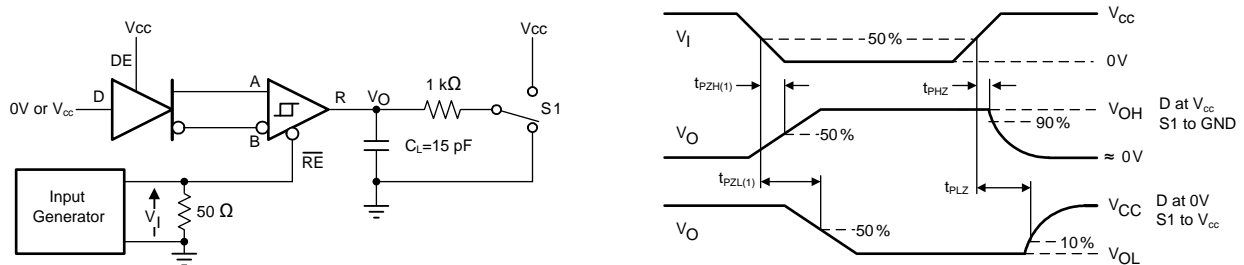 Vcc
DE
D
0V or Vcc
A
B
R
VO
1 kΩ
Vcc
S1
CL=15 pF
RE
Input
Generator
VI
50 Ω
VI
50%
Vcc
0V
tPZH(1)
tPHZ
VO
50%
VOH
90%
≈ 0V
D at Vcc
S1 to GND
tPZL(1)
tPLZ
VO
50%
VCC
10%
VOL
D at 0V
S1 to Vcc